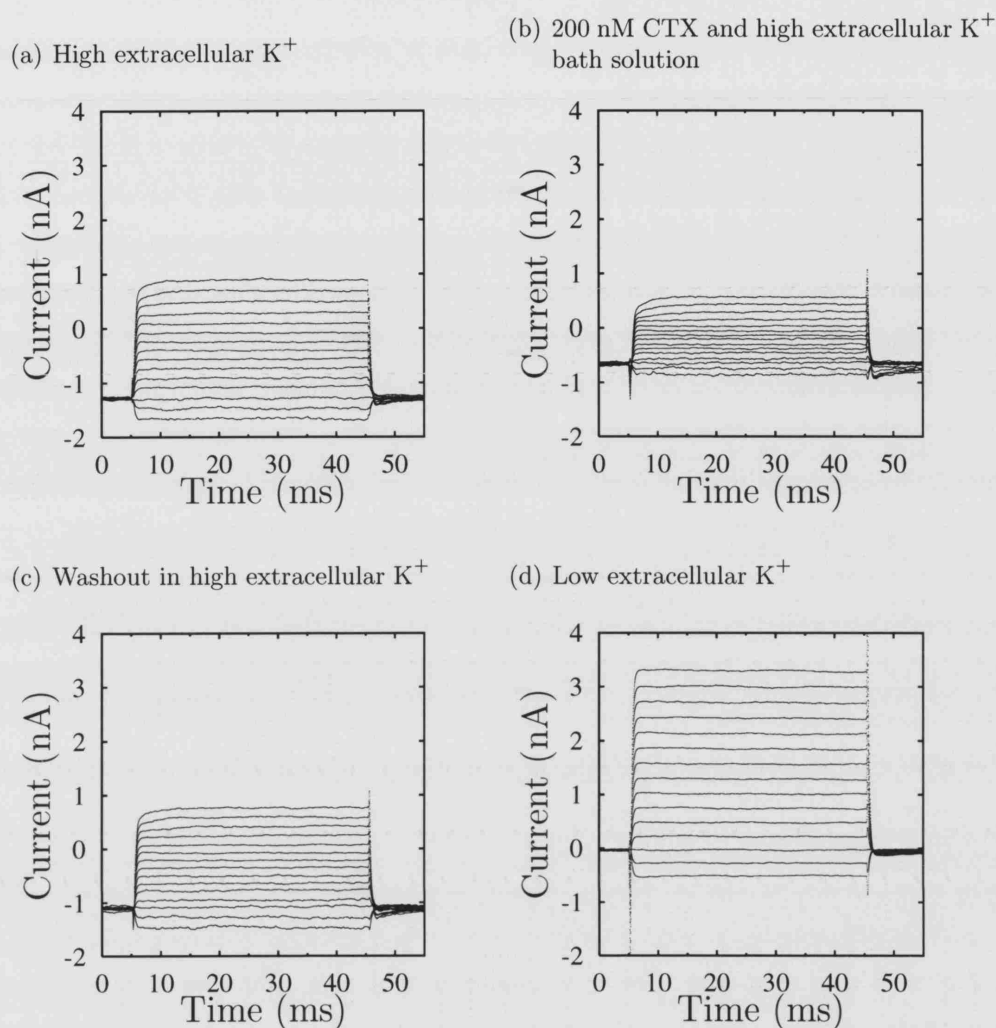 (a) High extracellular K+
(b) 200 nM CTX and high extracellular K
bath solution
4
3
2
1
0
-1
-2
Current (nA)
0 10 20 30 40 50
Time (ms)
4
3
2
1
0
-1
-2
Current (nA)
0 10 20 30 40 50
Time (ms)
(c) Washout in high extracellular K+
(d) Low extracellular K+
4
3
2
1
0
-1
-2
Current (nA)
0 10 20 30 40 50
Time (ms)
4
3
2
1
0
-1
-2
Current (nA)
0 10 20 30 40 50
Time (ms)